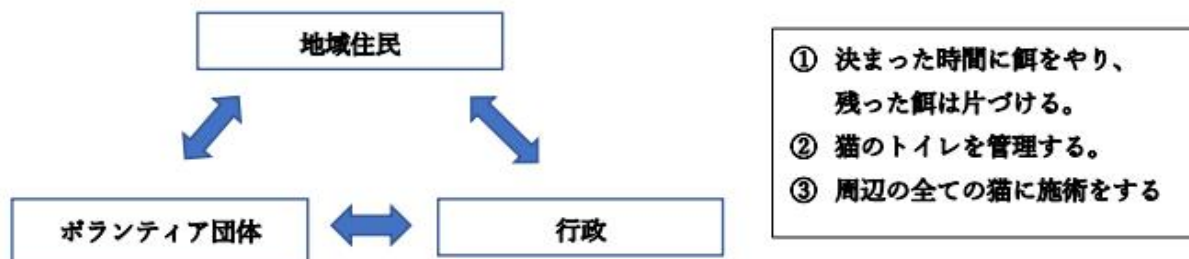 地域住民
ボランティア団体
行政
① 決まった時間に餌をやり、
残った餌は片づける。
② 猫のトイレを管理する。
③ 周辺の全ての猫に施術をする